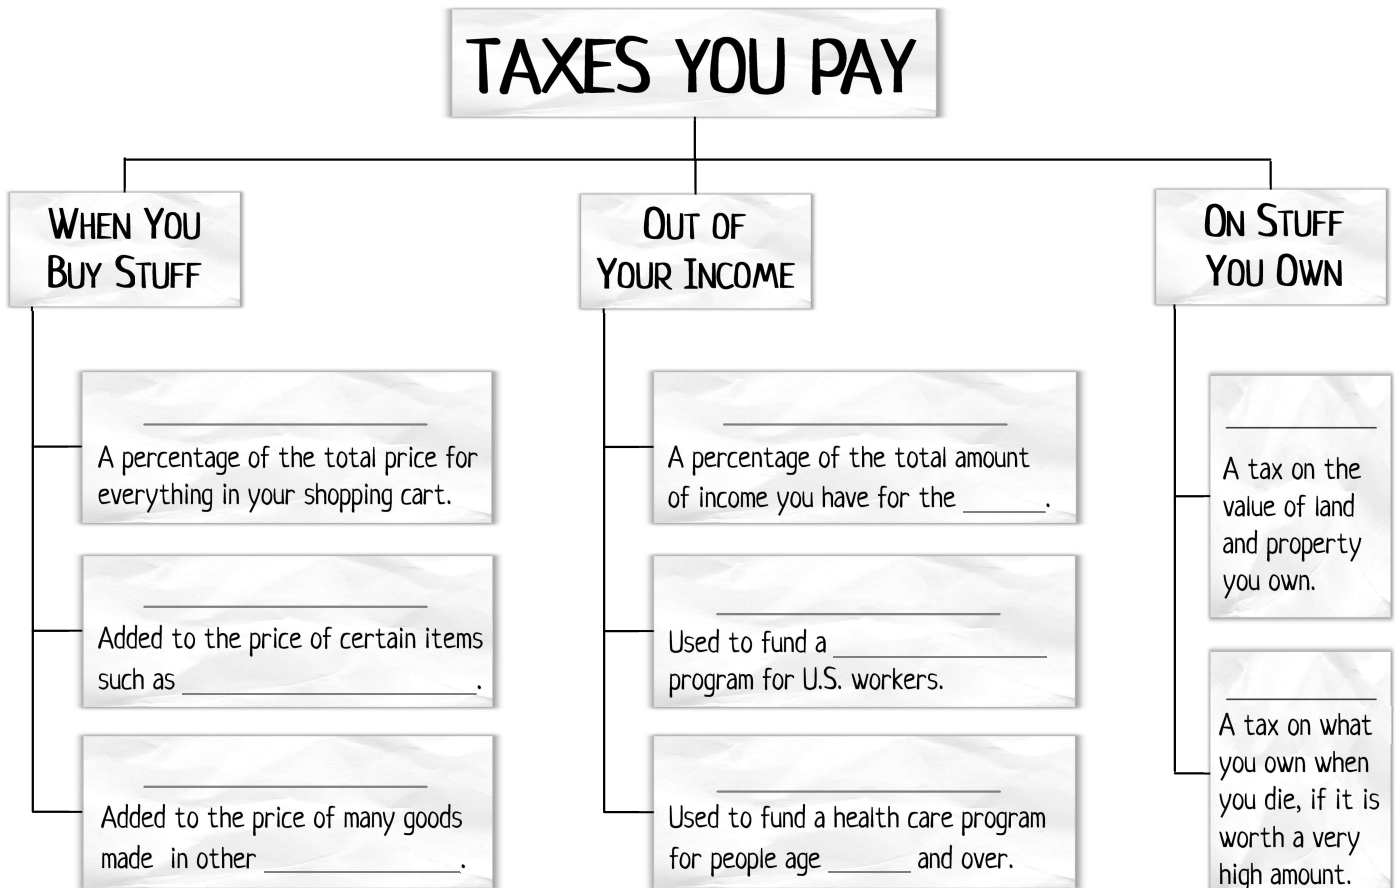 TAXES YOU PAY
WHEN YOU
BUY STUFF
A percentage of the total price for
everything in your shopping cart.
Added to the price of certain items
such as ____________________.
Added to the price of many goods
made in other ______________.
OUT OF
YOUR INCOME
A percentage of the total amount
of income you have for the ______.
Used to fund a _______________
program for U.S. workers.
Used to fund a health care program
for people age ______ and over.
ON STUFF
YOU OWN
A tax on the
value of land
and property
you own.
A tax on what
you own when
you die, if it is
worth a very
high amount.